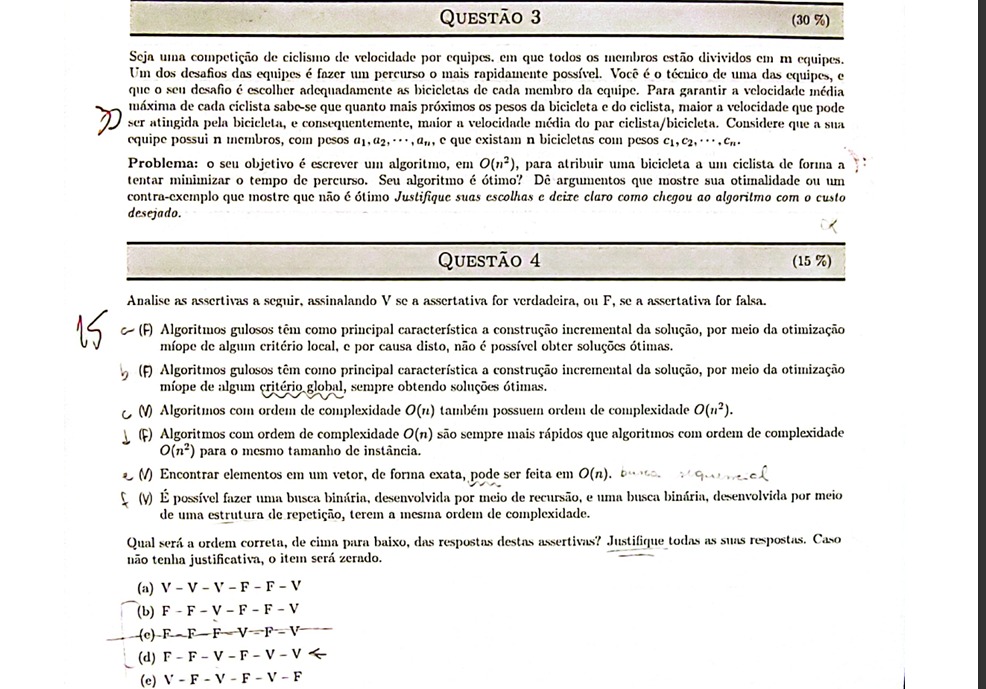 QUESTÃO 3 (30 %)
Seja uma competição de ciclismo de velocidade por equipes, em que todos os membros estão divividos em m equipes.
Um dos desafios das equipes é fazer um percurso o mais rapidamente possível. Você é o técnico de uma das equipes, e
que o seu desafio é escolher adequadamente as bicicletas de cada membro da equipe. Para garantir a velocidade média
máxima de cada ciclista sabe-se que quanto mais próximos os pesos da bicicleta e do ciclista, maior a velocidade que pode
ser atingida pela bicicleta, e consequentemente, maior a velocidade média do par ciclista/bicicleta. Considere que a sua
equipe possui n membros, com pesos a₁, a₂, ⋯, aₙ, e que existam n bicicletas com pesos c₁, c₂, ⋯, cₙ.
Problema: o seu objetivo é escrever um algoritmo, em O(n²), para atribuir uma bicicleta a um ciclista de forma a
tentar minimizar o tempo de percurso. Seu algoritmo é ótimo? Dê argumentos que mostre sua otimalidade ou um
contra-exemplo que mostre que não é ótimo Justifique suas escolhas e deixe claro como chegou ao algoritmo com o custo
desejado.
QUESTÃO 4 (15 %)
Analise as assertivas a seguir, assinalando V se a assertativa for verdadeira, ou F, se a assertativa for falsa.
15
a (F) Algoritmos gulosos têm como principal característica a construção incremental da solução, por meio da otimização
míope de algum critério local, e por causa disto, não é possível obter soluções ótimas.
b (F) Algoritmos gulosos têm como principal característica a construção incremental da solução, por meio da otimização
míope de algum critério global, sempre obtendo soluções ótimas.
c (V) Algoritmos com ordem de complexidade O(n) também possuem ordem de complexidade O(n²).
d (F) Algoritmos com ordem de complexidade O(n) são sempre mais rápidos que algoritmos com ordem de complexidade
O(n²) para o mesmo tamanho de instância.
e (V) Encontrar elementos em um vetor, de forma exata, pode ser feita em O(n). busca sequencial
f (V) É possível fazer uma busca binária, desenvolvida por meio de recursão, e uma busca binária, desenvolvida por meio
de uma estrutura de repetição, terem a mesma ordem de complexidade.
Qual será a ordem correta, de cima para baixo, das respostas destas assertivas? Justifique todas as suas respostas. Caso
não tenha justificativa, o item será zerado.
(a) V – V – V – F – F – V
(b) F – F – V – F – F – V
(c) F – F – F – V – F – V
(d) F – F – V – F – V – V ←
(e) V – F – V – F – V – F